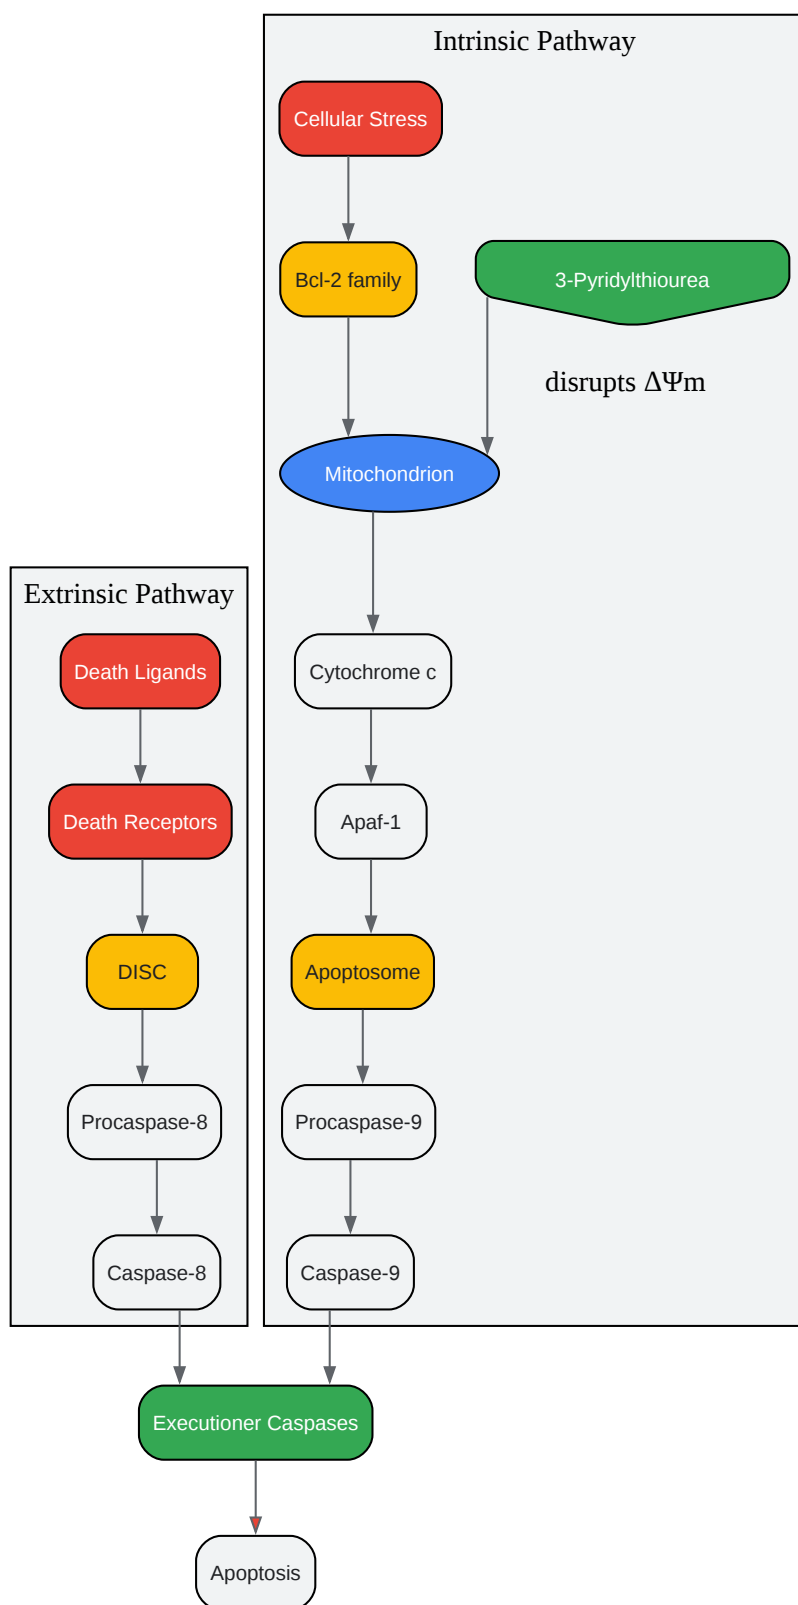 Intrinsic Pathway
Cellular Stress
Bcl-2 family
3-Pyridylthiourea
disrupts ΔΨm
Mitochondrion
Extrinsic Pathway
Death Ligands
Cytochrome c
Death Receptors
Apaf-1
DISC
Apoptosome
Procaspase-8
Procaspase-9
Caspase-8
Caspase-9
Executioner Caspases
Apoptosis